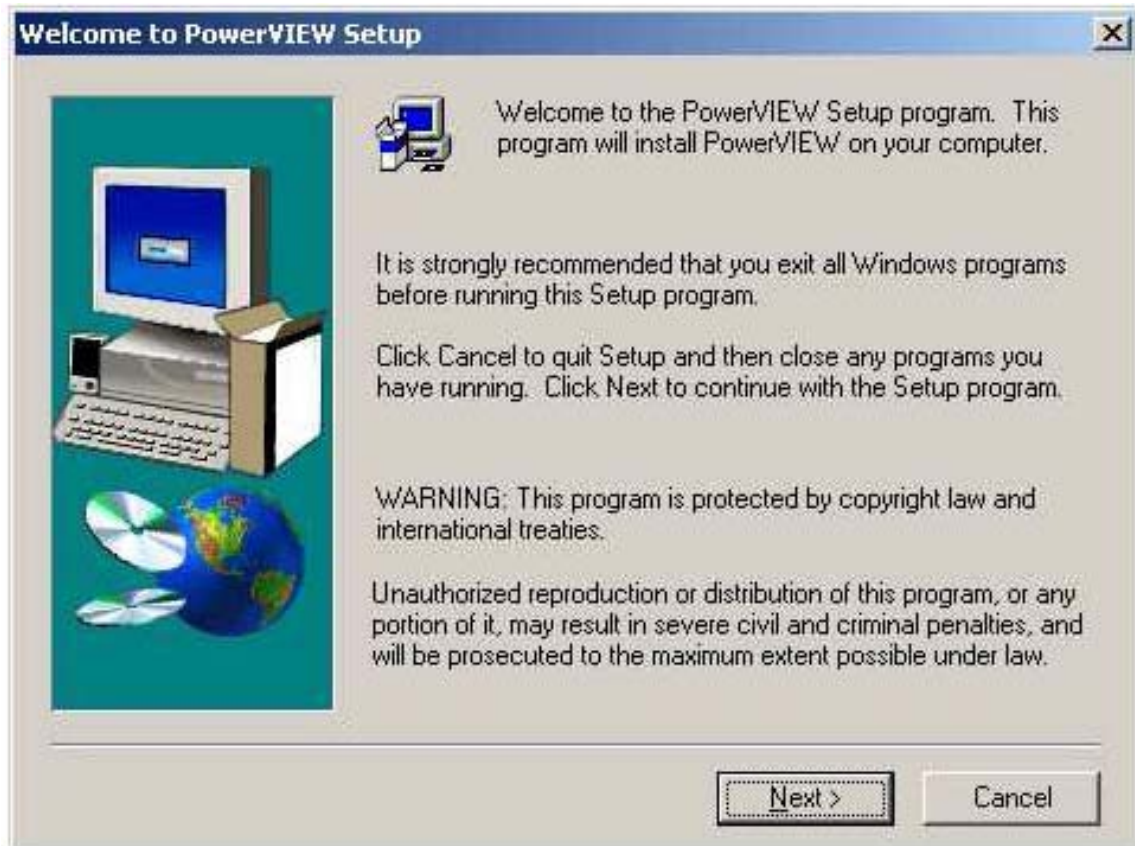 Welcome to PowerVIEW Setup
Welcome to the PowerVIEW Setup program. This
program will install PowerVIEW on your computer.
It is strongly recommended that you exit all Windows programs
before running this Setup program.
Click Cancel to quit Setup and then close any programs you
have running. Click Next to continue with the Setup program.
WARNING: This program is protected by copyright law and
international treaties.
Unauthorized reproduction or distribution of this program, or any
portion of it, may result in severe civil and criminal penalties, and
will be prosecuted to the maximum extent possible under law.
Next >
Cancel